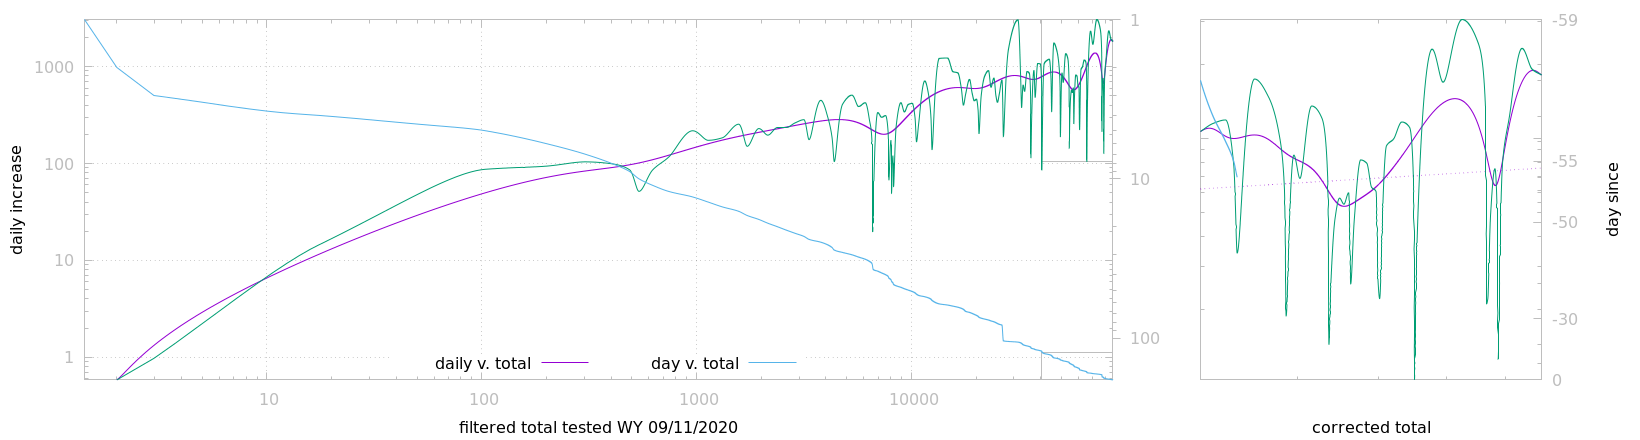 daily increase
1000
100
10
1
10
100
1000
10000
1
10
100
daily v. total
day v. total
filtered total tested WY 09/11/2020
-59
-55
-50
-30
0
day since
corrected total